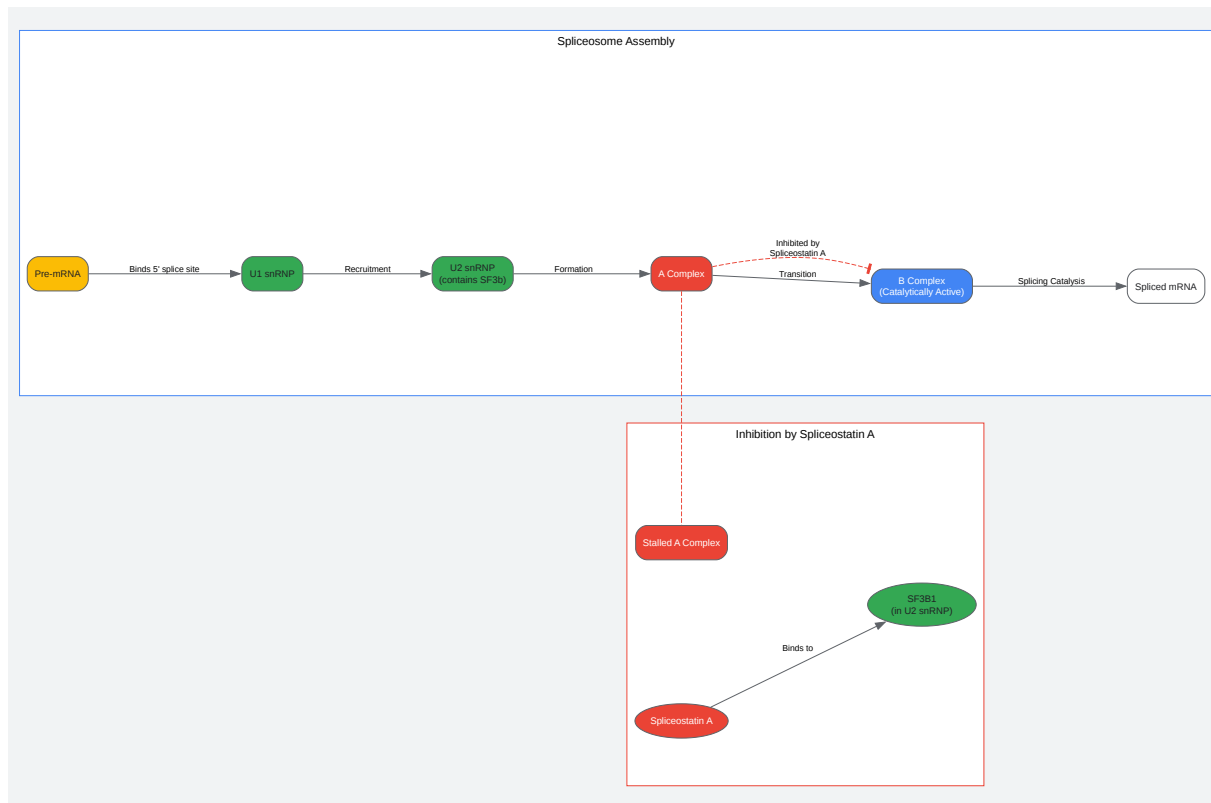 Spliceosome Assembly
Pre-mRNA
Binds 5' splice site
U1 snRNP
Recruitment
U2 snRNP
(contains SF3b)
Formation
A Complex
Inhibited by
Spliceostatin A
Transition
B Complex
(Catalytically Active)
Splicing Catalysis
Spliced mRNA
Inhibition by Spliceostatin A
Stalled A Complex
SF3B1
(in U2 snRNP)
Binds to
Spliceostatin A